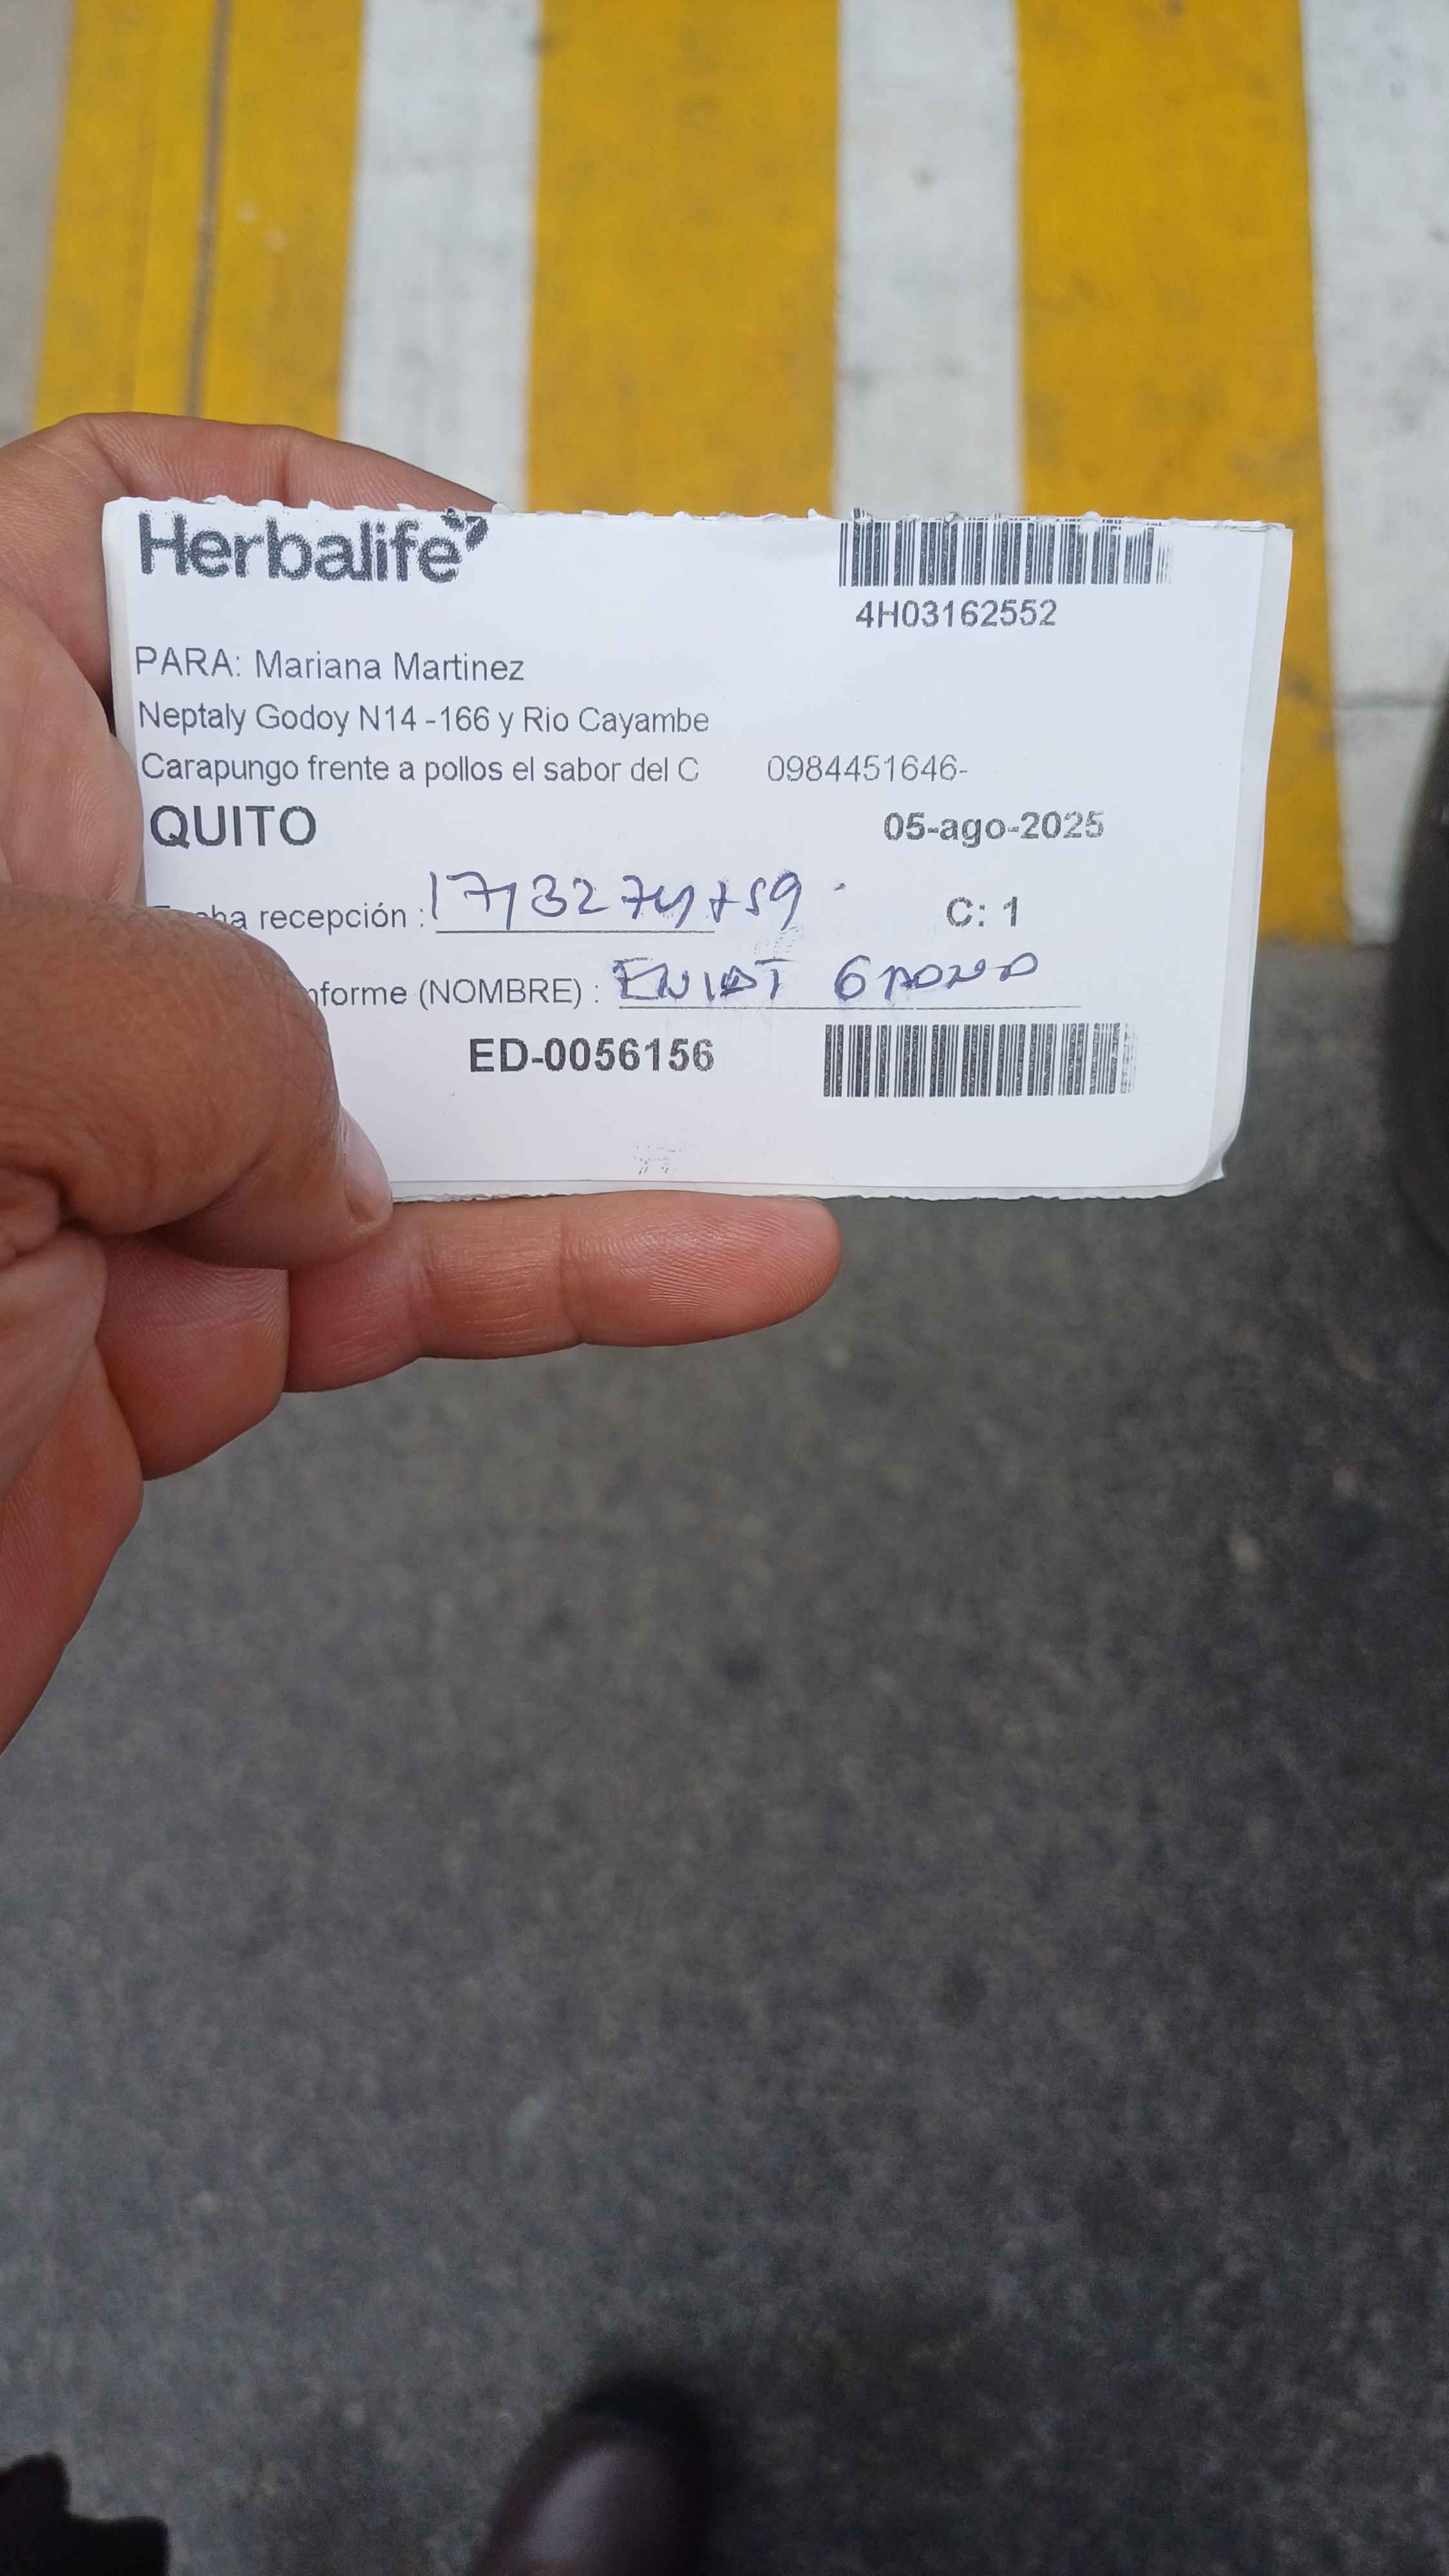 Herbalife
4H03162552
PARA: Mariana Martinez
Neptaly Godoy N14 -166 y Rio Cayambe
Carapungo frente a pollos el sabor del C 0984451646-
QUITO 05-ago-2025
recepción : C: 1
(NOMBRE) :
ED-0056156